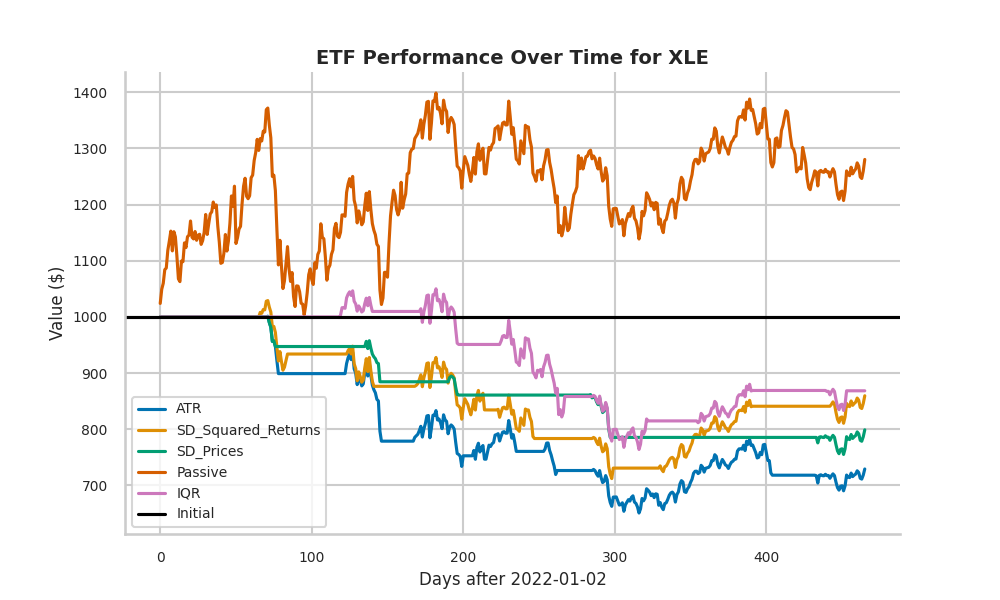 ETF Performance Over Time for XLE
Value ($)
1400
1300
1200
1100
1000
900
800
700
ATR
SD_Squared_Returns
SD_Prices
Passive
IQR
Initial
0 100 200 300 400
Days after 2022-01-02